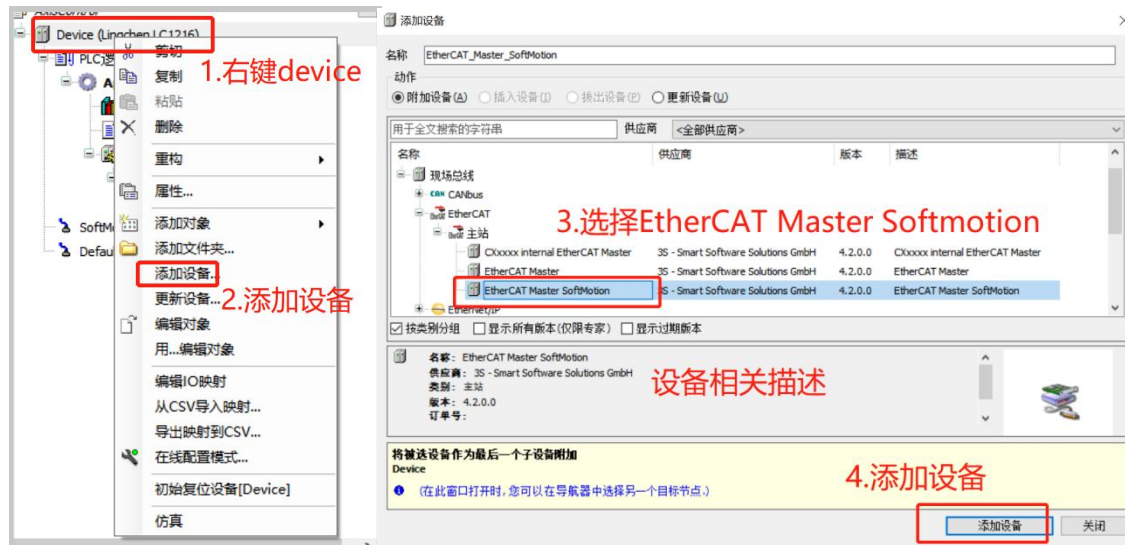 Device (Lingchen LC1216)
1.右键device
PLC逻
A
剪切
复制
粘贴
删除
重构
属性...
添加对象
添加文件夹...
添加设备...
2.添加设备
更新设备...
编辑对象
用...编辑对象
编辑IO映射
从CSV导入映射...
导出映射到CSV...
在线配置模式...
初始复位设备[Device]
仿真
SoftM
Defau
添加设备
名称 EtherCAT_Master_SoftMotion
动作
附加设备(A) 插入设备(I) 拔出设备(P) 更新设备(U)
用于全文搜索的字符串 供应商 <全部供应商>
名称 供应商 版本 描述
现场总线
CAN CANbus
EtherCAT
3.选择EtherCAT Master Softmotion
主站
CXxxxx internal EtherCAT Master 3S - Smart Software Solutions GmbH 4.2.0.0 CXxxxx internal EtherCAT Master
EtherCAT Master 3S - Smart Software Solutions GmbH 4.2.0.0 EtherCAT Master
EtherCAT Master SoftMotion 3S - Smart Software Solutions GmbH 4.2.0.0 EtherCAT Master SoftMotion
EtherNet/IP
按类别分组 显示所有版本(仅限专家) 显示过期版本
名称: EtherCAT Master SoftMotion
供应商: 3S - Smart Software Solutions GmbH
类别: 主站
版本: 4.2.0.0
订单号:
设备相关描述
将被选设备作为最后一个子设备附加
Device
(在此窗口打开时,您可以在导航器中选择另一个目标节点.)
4.添加设备
添加设备 关闭